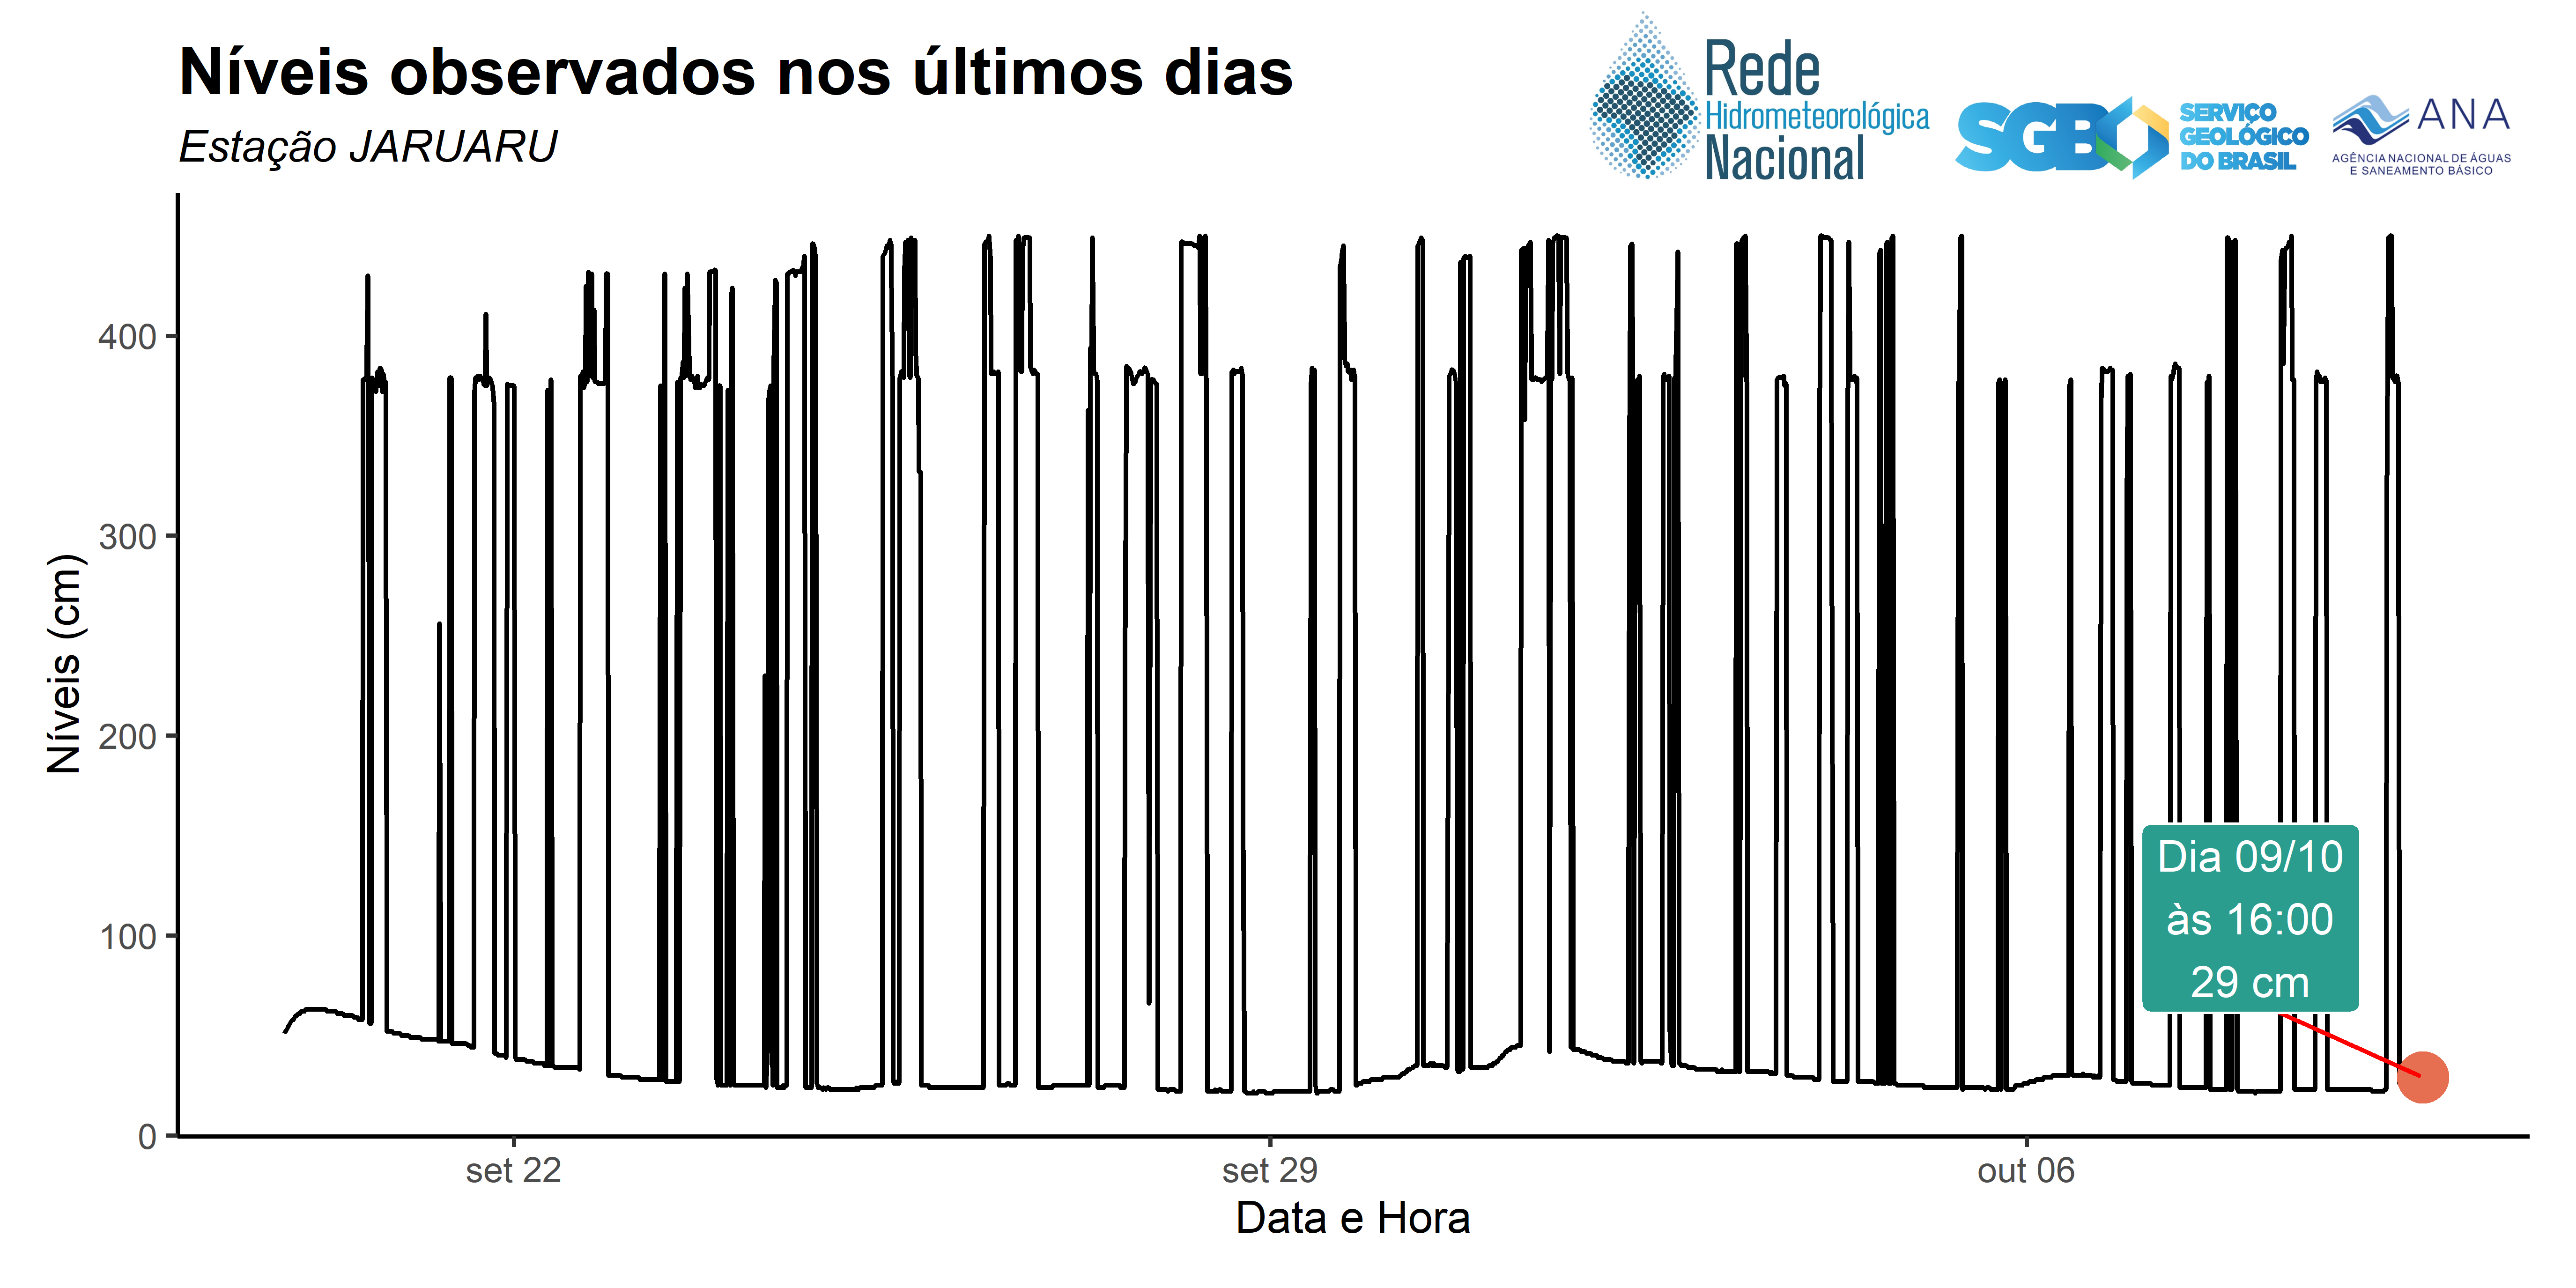 Níveis observados nos últimos dias
Estação JARUARU
Rede
Hidrometeorológica
Nacional
SGB
SERVIÇO
GEOLÓGICO
DO BRASIL
ANA
AGÊNCIA NACIONAL DE ÁGUAS
E SANEAMENTO BÁSICO
Níveis (cm)
400
300
200
100
0
Dia 09/10
às 16:00
29 cm
set 22
set 29
out 06
Data e Hora